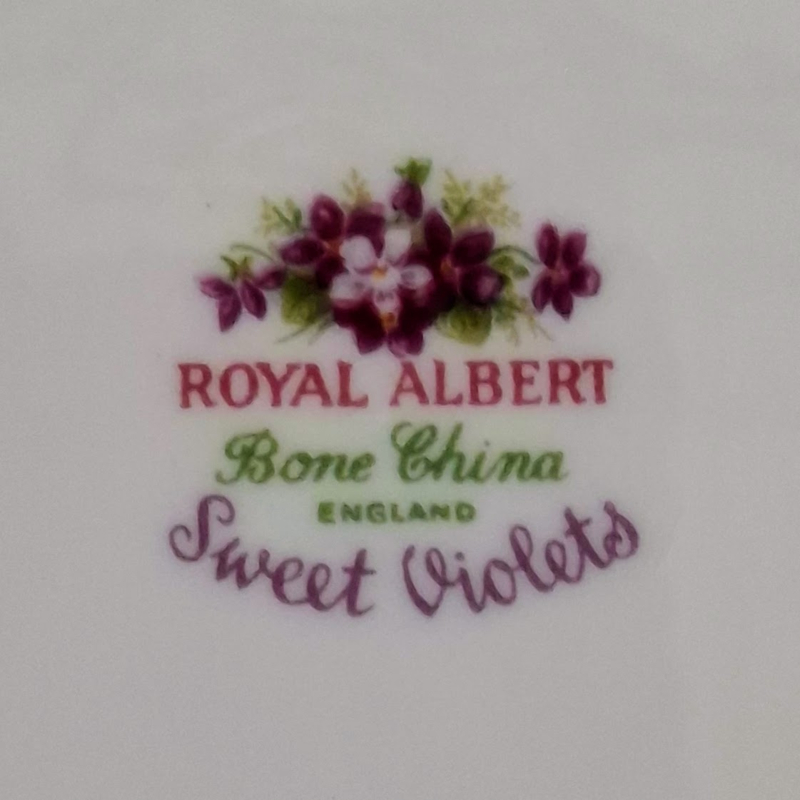 ROYAL ALBERT
Bone China
ENGLAND
Sweet Violets